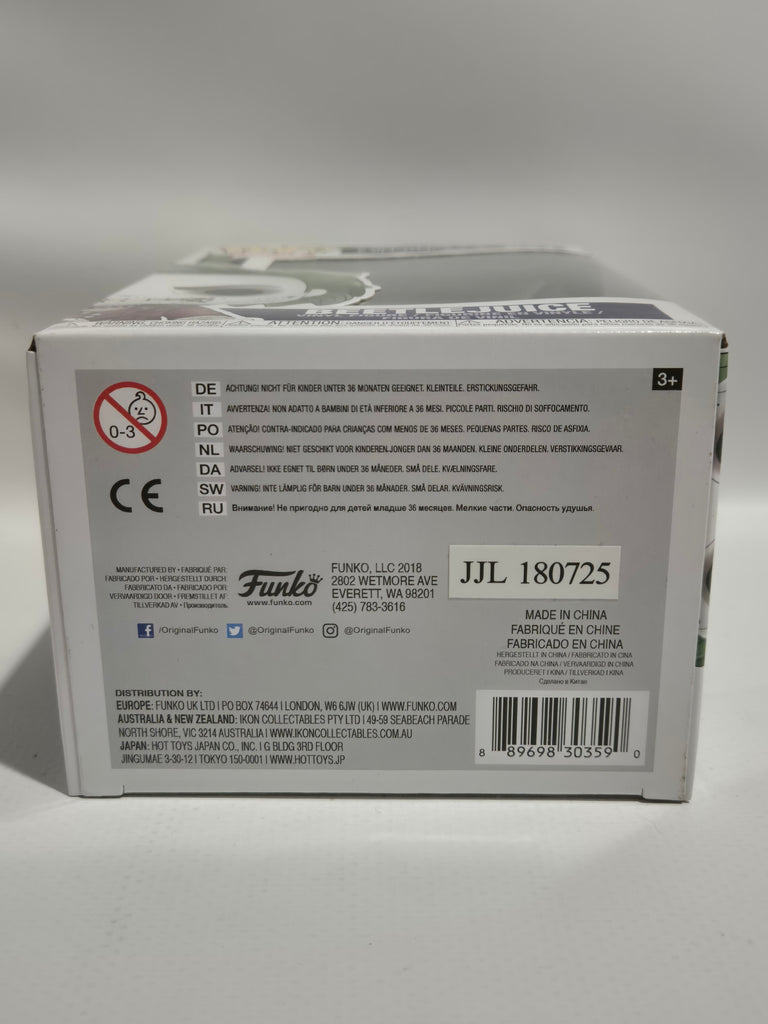 BEETLEJUICE
3+
0-3
DE ACHTUNG! NICHT FÜR KINDER UNTER 36 MONATEN GEEIGNET. KLEINTEILE. ERSTICKUNGSGEFAHR.
IT AVVERTENZA! NON ADATTO A BAMBINI DI ETÀ INFERIORE A 36 MESI. PICCOLE PARTI. RISCHIO DI SOFFOCAMENTO.
PO ATENÇÃO! CONTRA-INDICADO PARA CRIANÇAS COM MENOS DE 36 MESES. PEQUENAS PARTES. RISCO DE ASFIXIA.
NL WAARSCHUWING! NIET GESCHIKT VOOR KINDEREN JONGER DAN 36 MAANDEN. KLEINE ONDERDELEN. VERSTIKKINGSGEVAAR.
DA ADVARSEL! IKKE EGNET TIL BØRN UNDER 36 MÅNEDER. SMÅ DELE. KVÆLNINGSFARE.
SW VARNING! INTE LÄMPLIG FÖR BARN UNDER 36 MÅNADER. SMÅ DELAR. KVÄVNINGSRISK.
RU Внимание! Не пригодно для детей младше 36 месяцев. Мелкие части. Опасность удушья.
CE
MANUFACTURED BY • FABRIQUÉ PAR:
FABRICADO POR • HERGESTELLT DURCH:
FABBRICATO DA • FABRICADO POR:
VERVAARDIGD DOOR • FREMSTILLET AF:
TILLVERKAD AV • Производитель:
Funko
www.funko.com
FUNKO, LLC 2018
2802 WETMORE AVE
EVERETT, WA 98201
(425) 783-3616
JJL 180725
/OriginalFunko @OriginalFunko @OriginalFunko
MADE IN CHINA
FABRIQUÉ EN CHINE
FABRICADO EN CHINA
HERGESTELLT IN CHINA / FABBRICATO IN CINA
FABRICADO NA CHINA / VERVAARDIGD IN CHINA
PRODUCERET I KINA / TILLVERKAD I KINA
Сделано в Китае
DISTRIBUTION BY:
EUROPE: FUNKO UK LTD | PO BOX 74644 | LONDON, W6 6JW (UK) | WWW.FUNKO.COM
AUSTRALIA & NEW ZEALAND: IKON COLLECTABLES PTY LTD | 49-59 SEABEACH PARADE
NORTH SHORE, VIC 3214 AUSTRALIA | WWW.IKONCOLLECTABLES.COM.AU
JAPAN: HOT TOYS JAPAN CO., INC. | G BLDG 3RD FLOOR
JINGUMAE 3-30-12 | TOKYO 150-0001 | WWW.HOTTOYS.JP
8 89698 30359 0